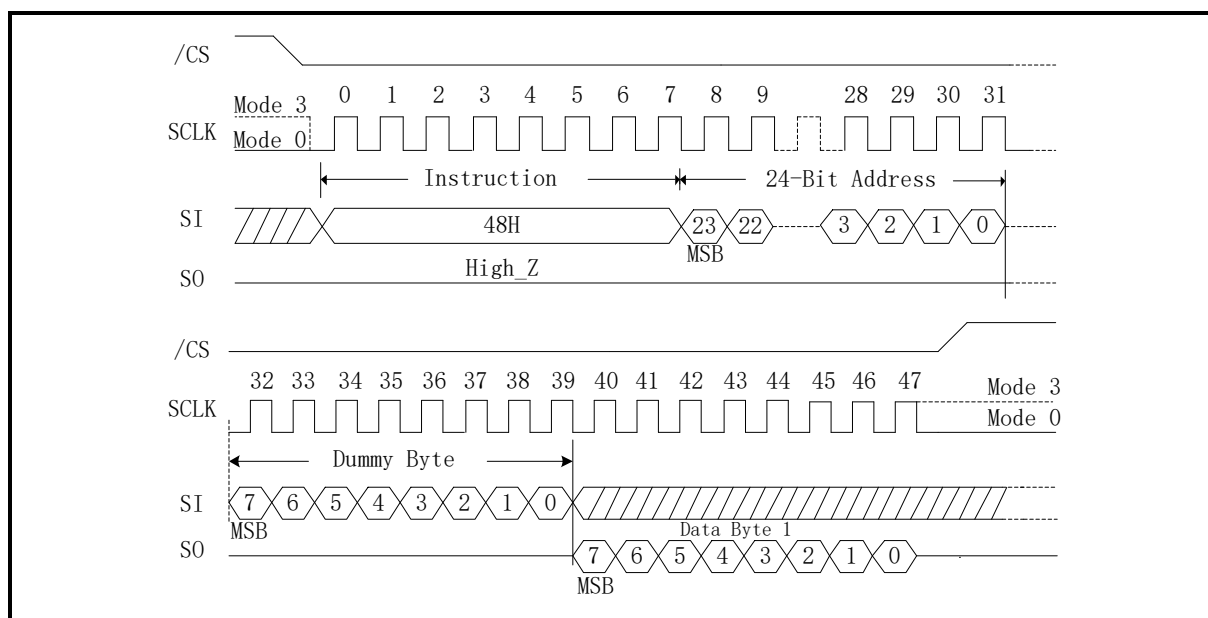 /CS
Mode 3 0 1 2 3 4 5 6 7 8 9 28 29 30 31
SCLK
Mode 0
Instruction 24-Bit Address
SI 48H 23 22 3 2 1 0
MSB
High_Z
SO
/CS
32 33 34 35 36 37 38 39 40 41 42 43 44 45 46 47 Mode 3
SCLK Mode 0
Dummy Byte
SI 7 6 5 4 3 2 1 0
MSB Data Byte 1
SO 7 6 5 4 3 2 1 0
MSB